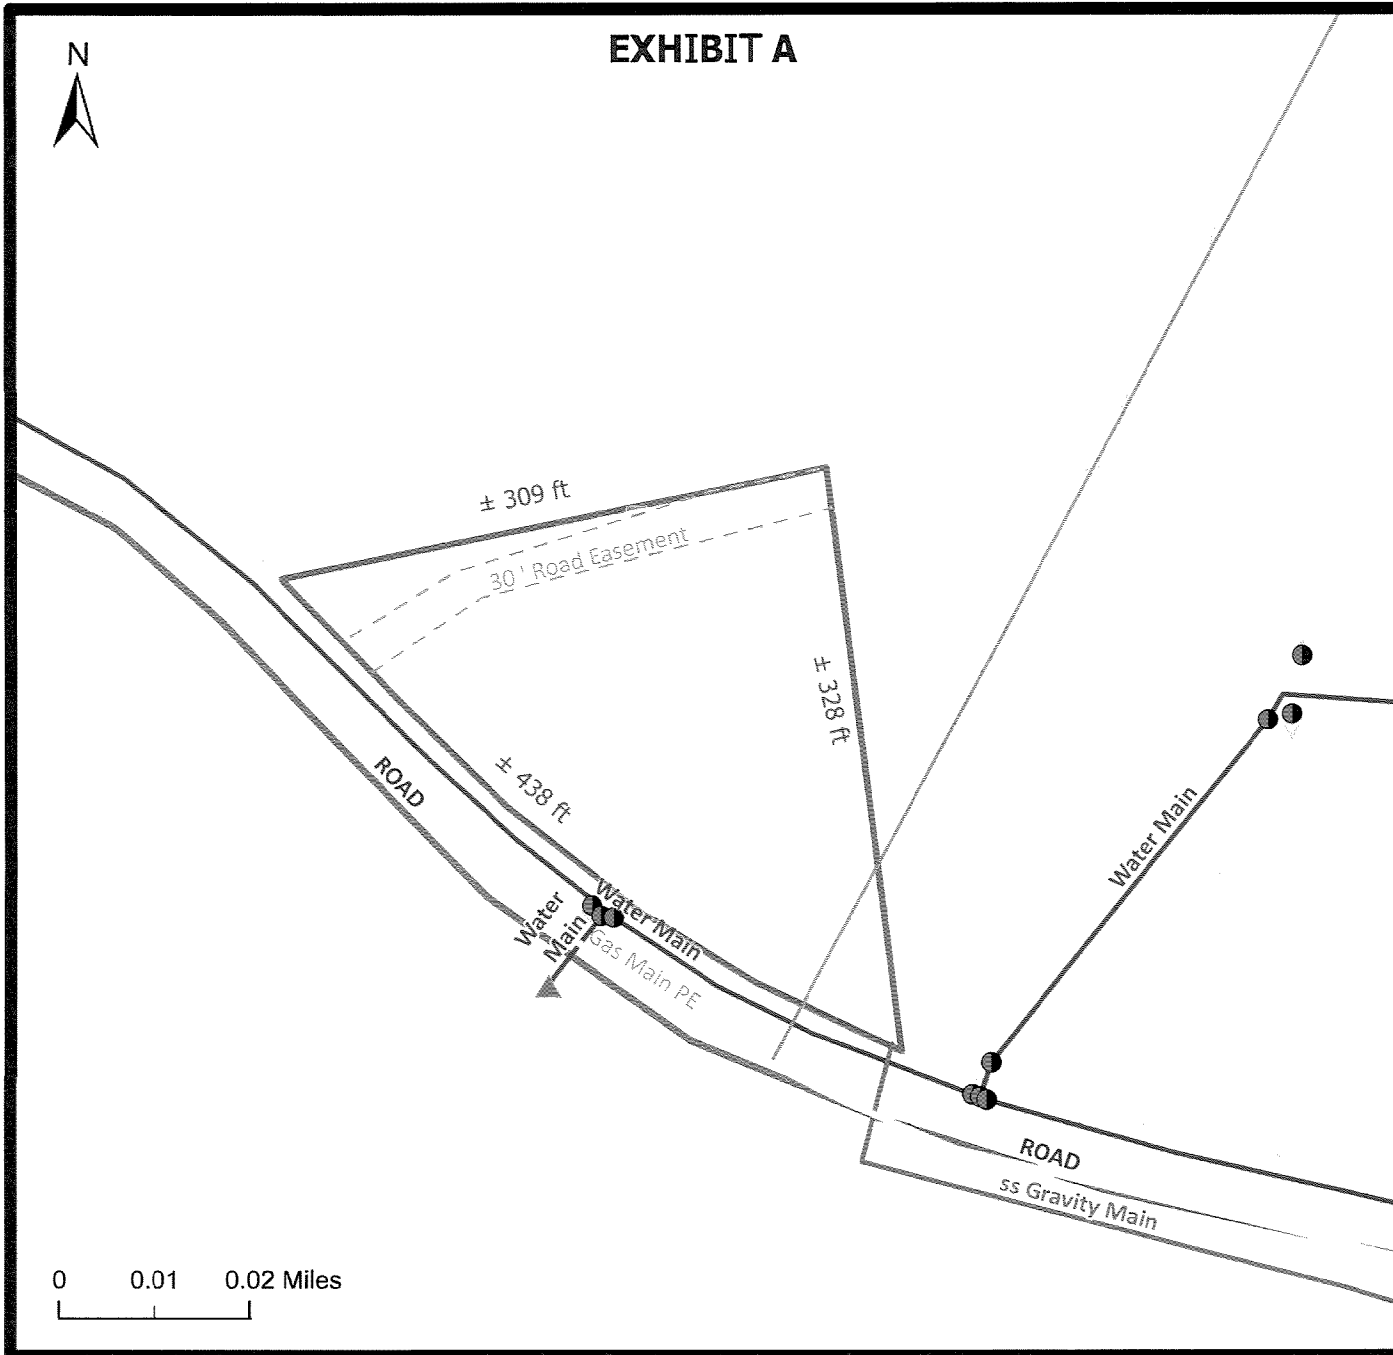 EXHIBIT A
N
± 309 ft
30 ' Road Easement
± 328 ft
± 438 ft
ROAD
Water Main
Water
Main
Water Main
Gas Main PE
ROAD
ss Gravity Main
0 0.01 0.02 Miles